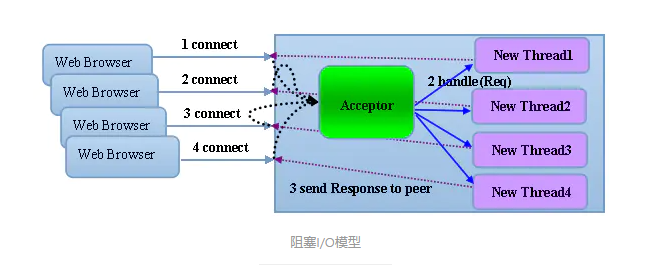 1 connect
Web Browser
New Thread1
2 connect
2 handle(Req)
Web Browser
Acceptor
New Thread2
3 connect
Web Browser
New Thread3
4 connect
Web Browser
3 send Response to peer
New Thread4
阻塞I/O模型